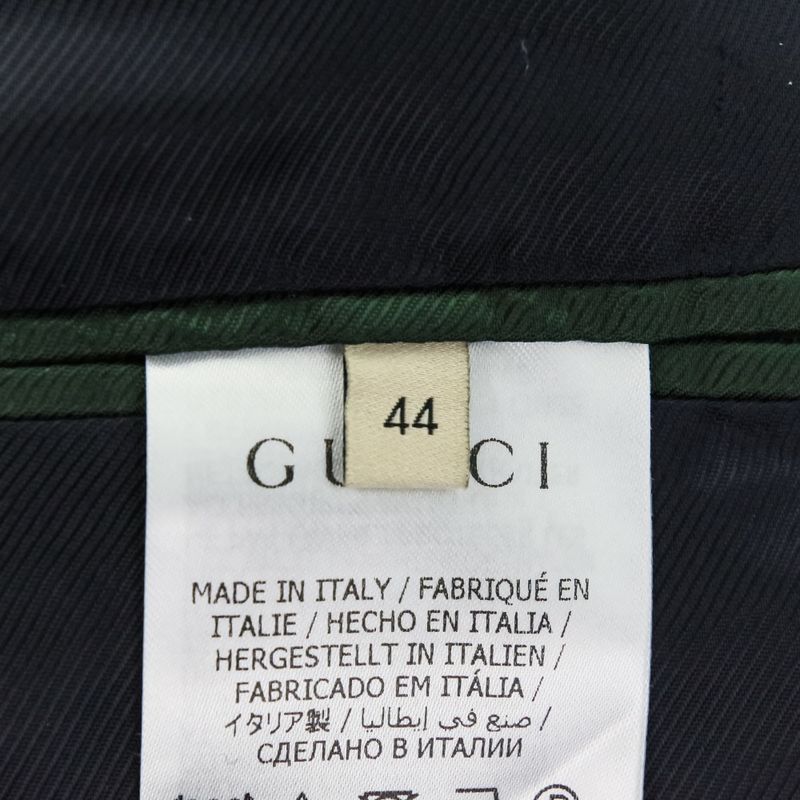 44
GUCCI
MADE IN ITALY / FABRIQUÉ EN
ITALIE / HECHO EN ITALIA /
HERGESTELLT IN ITALIEN /
FABRICADO EM ITÁLIA /
イタリア製 / صنع في إيطاليا /
СДЕЛАНО В ИТАЛИИ